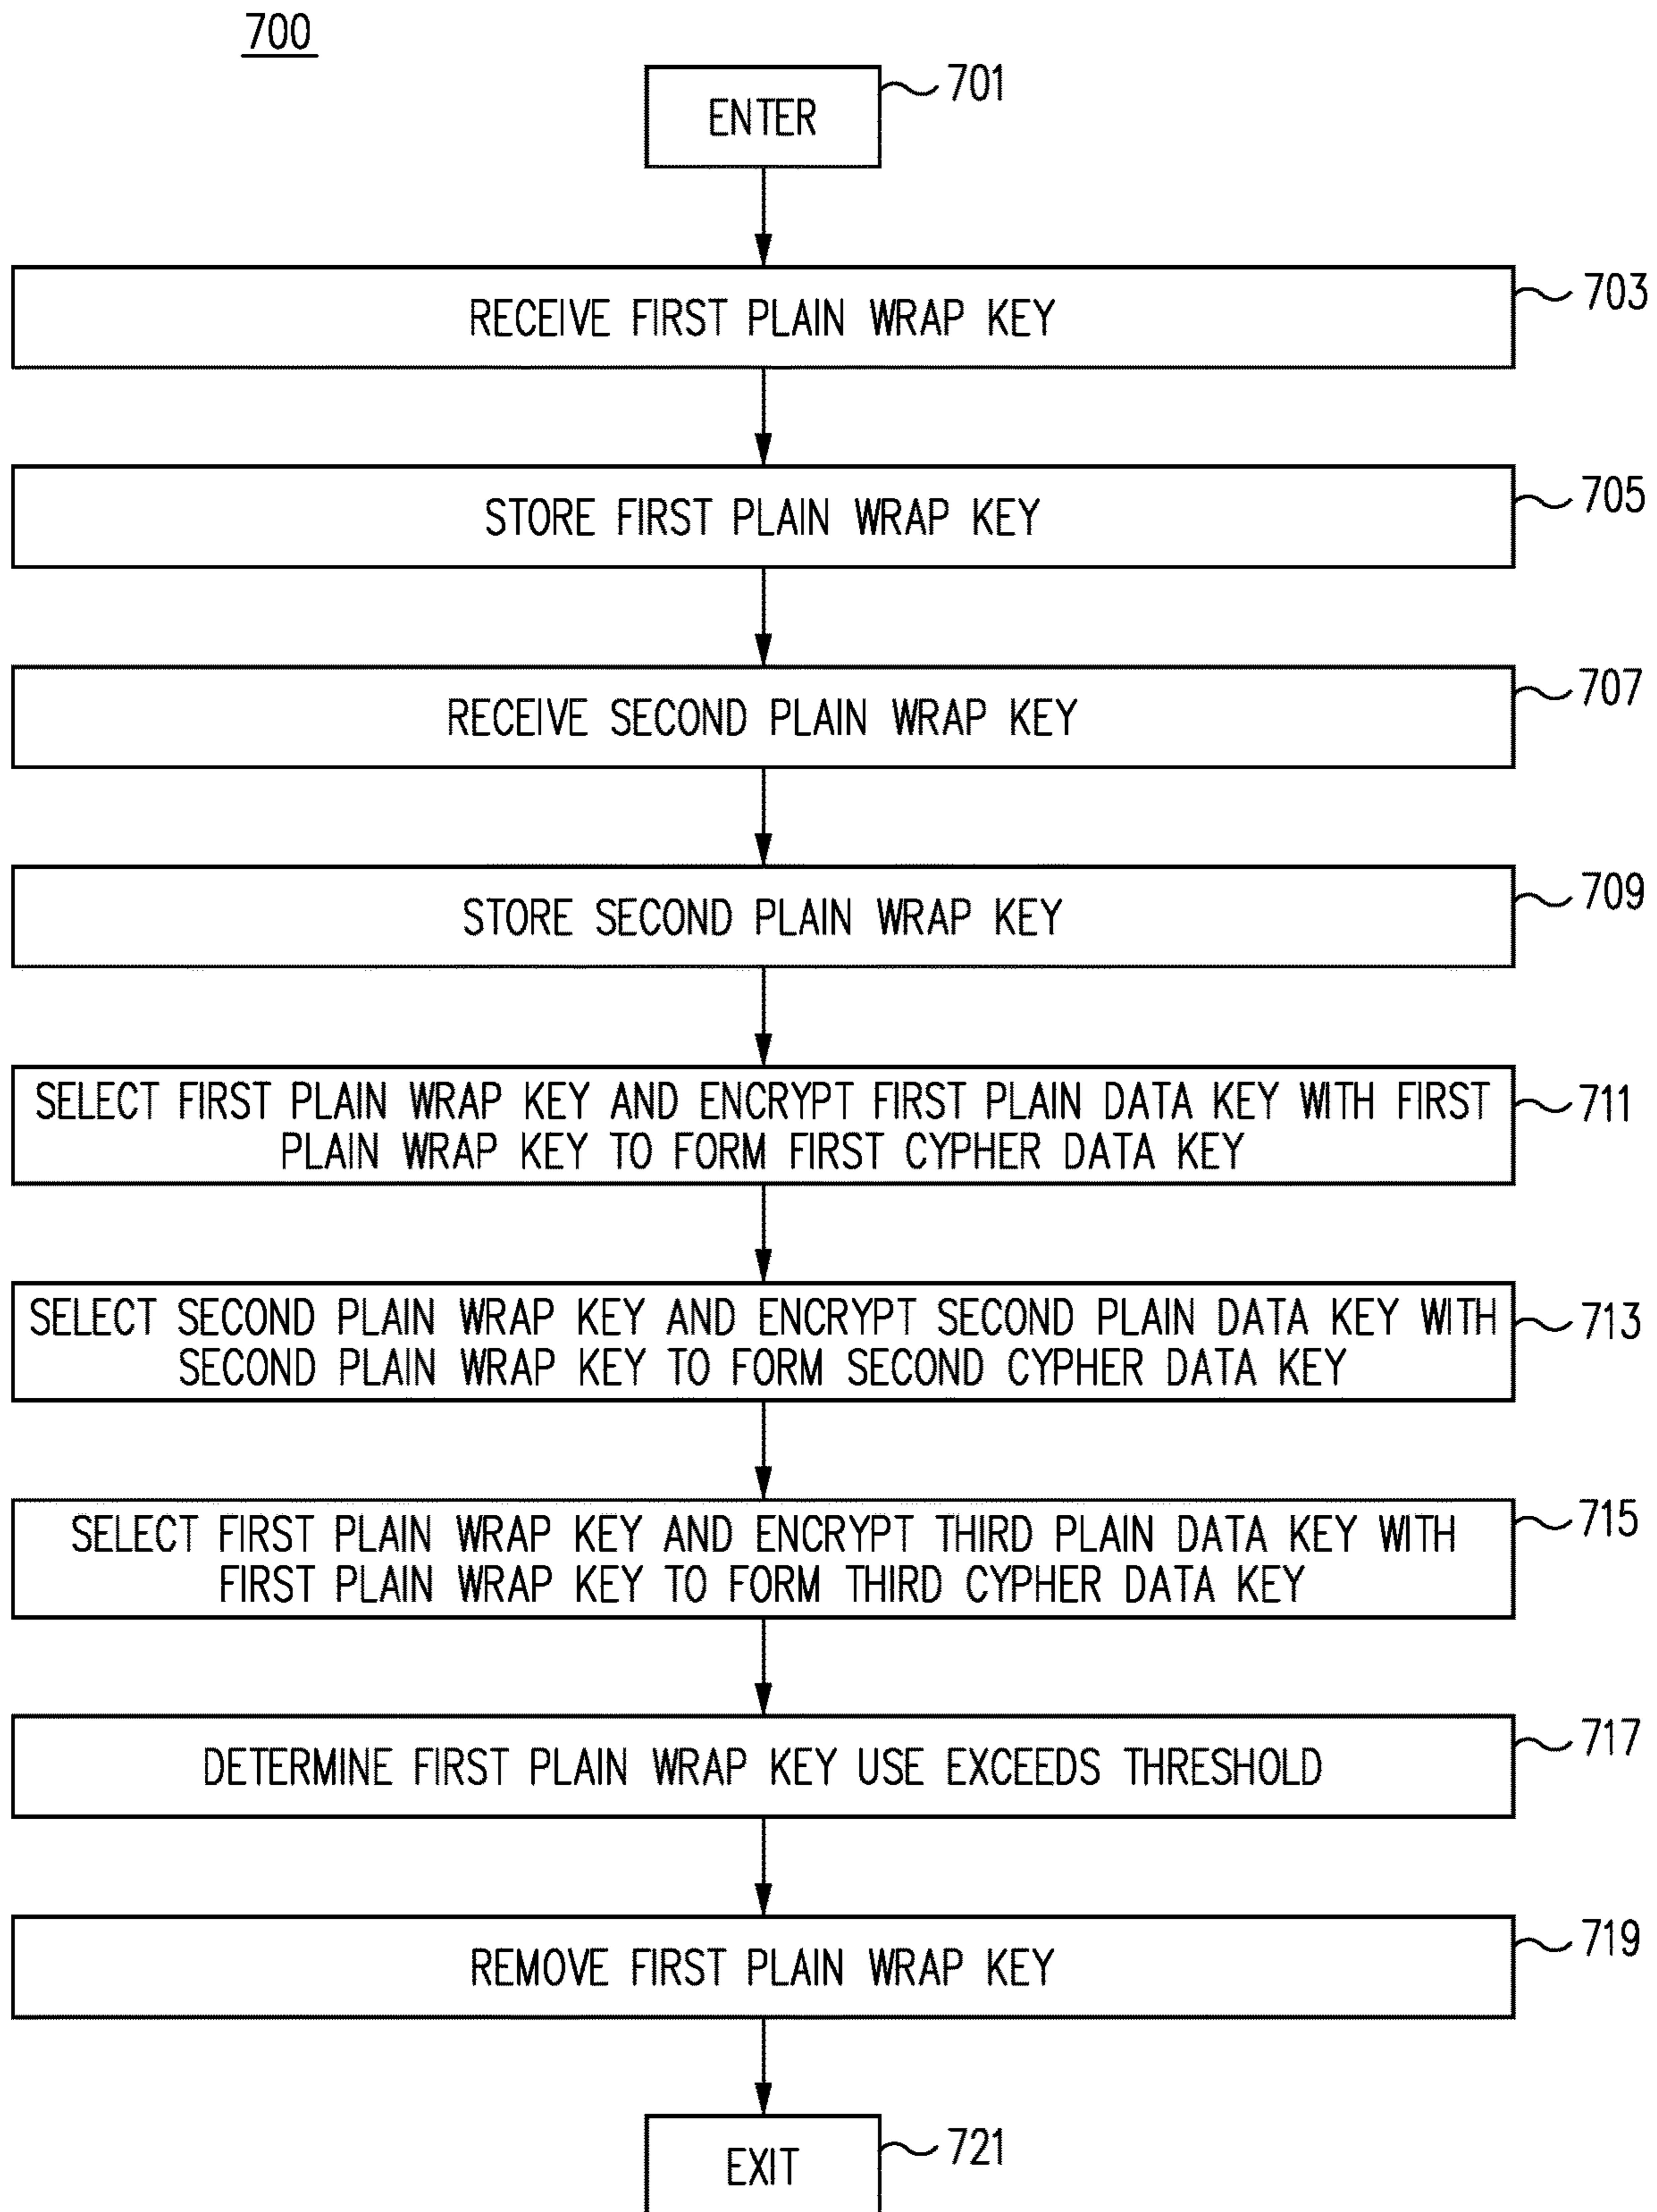 700
ENTER
701
RECEIVE FIRST PLAIN WRAP KEY
703
STORE FIRST PLAIN WRAP KEY
705
RECEIVE SECOND PLAIN WRAP KEY
707
STORE SECOND PLAIN WRAP KEY
709
SELECT FIRST PLAIN WRAP KEY AND ENCRYPT FIRST PLAIN DATA KEY WITH FIRST
PLAIN WRAP KEY TO FORM FIRST CYPHER DATA KEY
711
SELECT SECOND PLAIN WRAP KEY AND ENCRYPT SECOND PLAIN DATA KEY WITH
SECOND PLAIN WRAP KEY TO FORM SECOND CYPHER DATA KEY
713
SELECT FIRST PLAIN WRAP KEY AND ENCRYPT THIRD PLAIN DATA KEY WITH
FIRST PLAIN WRAP KEY TO FORM THIRD CYPHER DATA KEY
715
DETERMINE FIRST PLAIN WRAP KEY USE EXCEEDS THRESHOLD
717
REMOVE FIRST PLAIN WRAP KEY
719
EXIT
721